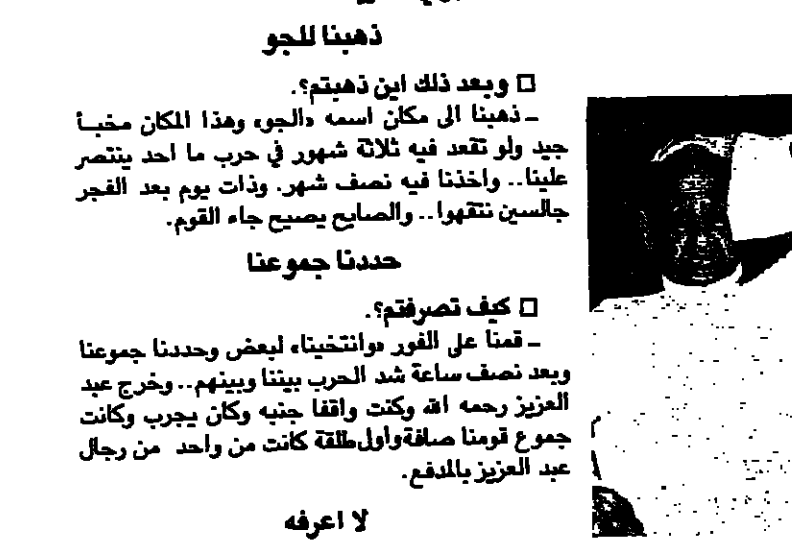 ذهبنا للجو
□ وبعد ذلك اين ذهبتم؟.
ـ ذهبنا الى مكان اسمه «الجو» وهذا المكان مخبأ
جيد ولو تقعد فيه ثلاثة شهور في حرب ما احد ينتصر
علينا.. واخذنا فيه نصف شهر. وذات يوم بعد الفجر
جالسين نتقهوا.. والصايح يصيح جاء القوم.
حددنا جموعنا
□ كيف تصرفتم؟.
ـ قمنا على الفور «وانتخينا» لبعض وحددنا جموعنا
وبعد نصف ساعة شد الحرب بيننا وبينهم.. وخرج عبد
العزيز رحمه الله وكنت واقفا جنبه وكان يجرب وكانت
جموع قومنا صافة وأول طلقة كانت من واحد من رجال
عبد العزيز بالمدفع.
لا اعرفه